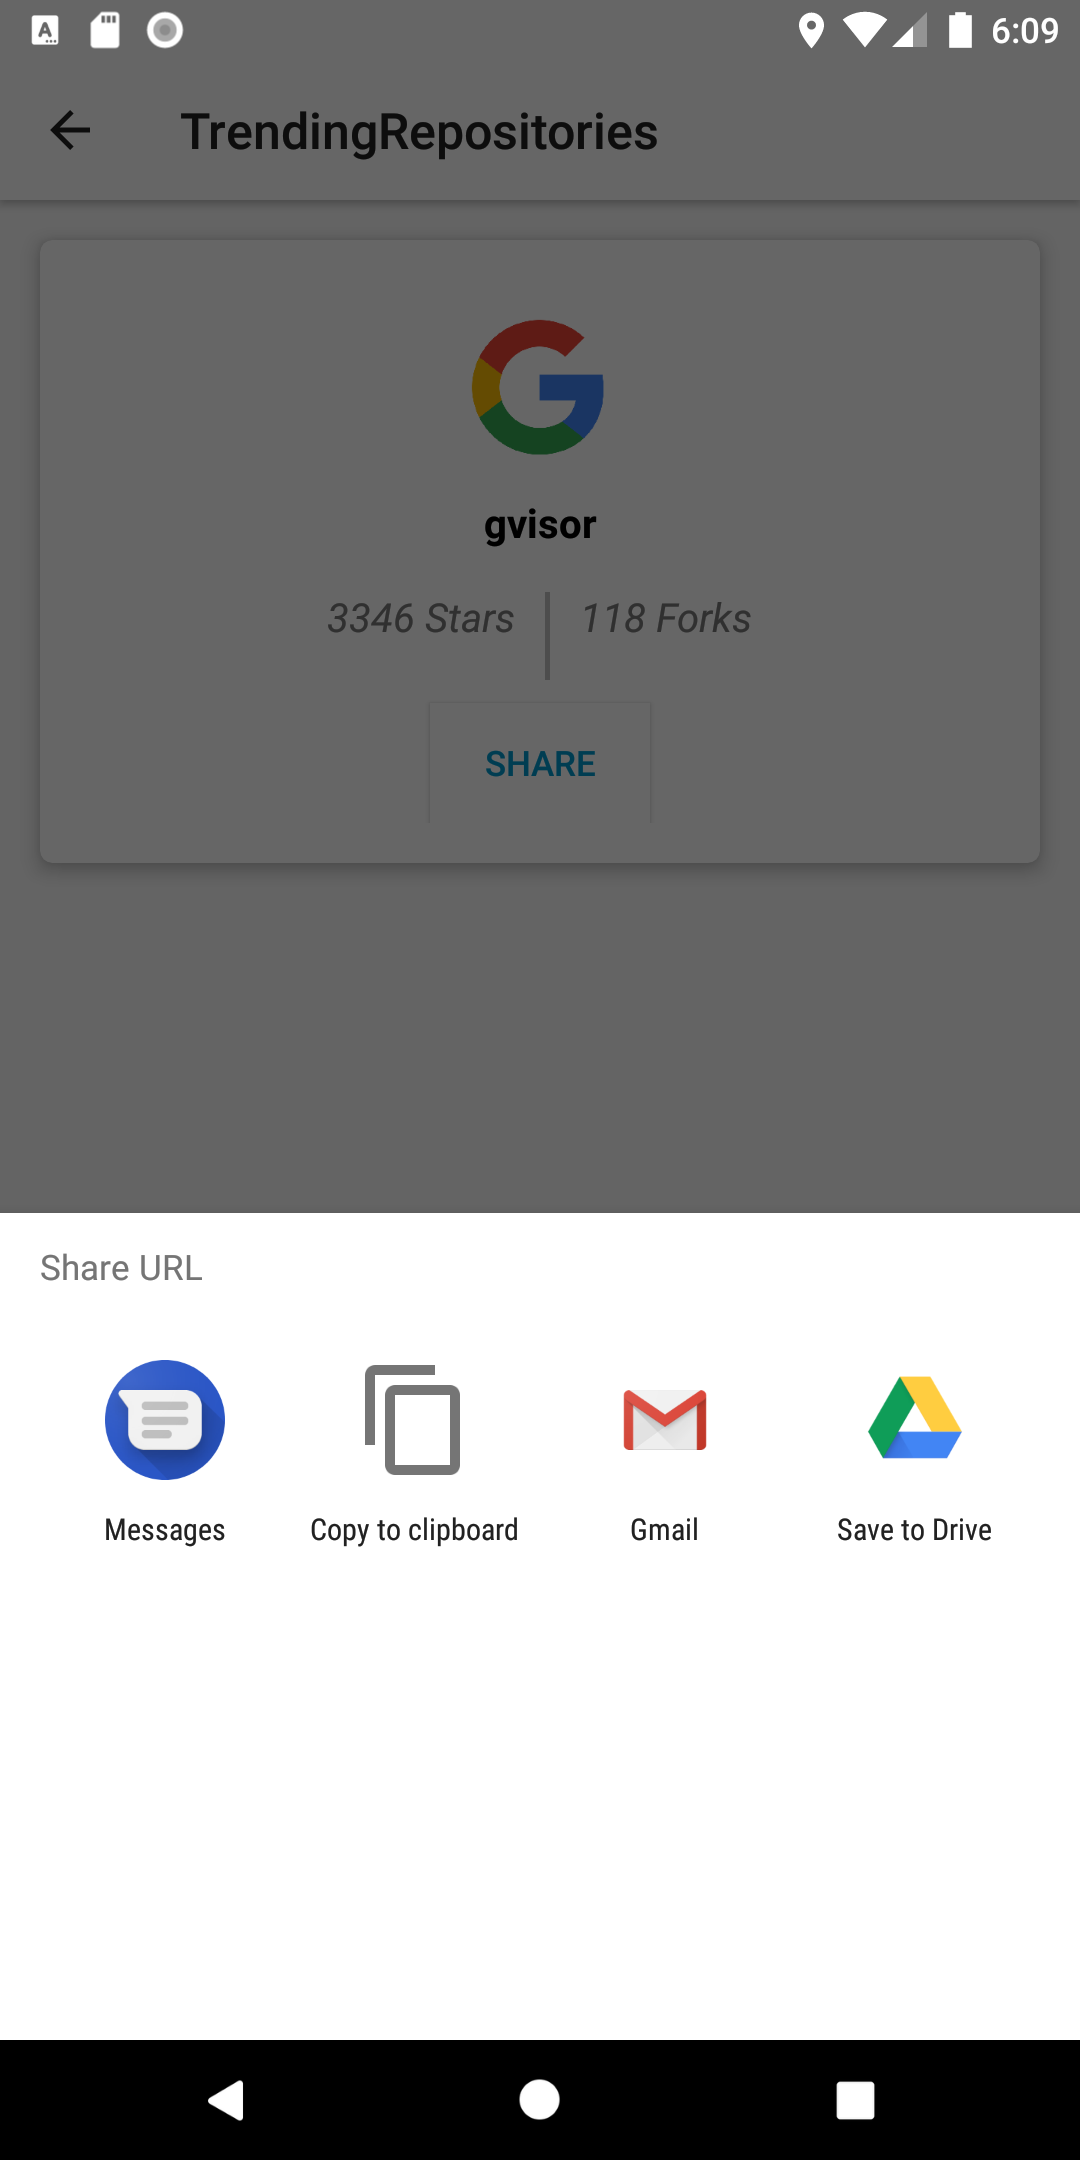 6:09
TrendingRepositories
gvisor
3346 Stars
118 Forks
SHARE
Share URL
Messages
Copy to clipboard
Gmail
Save to Drive